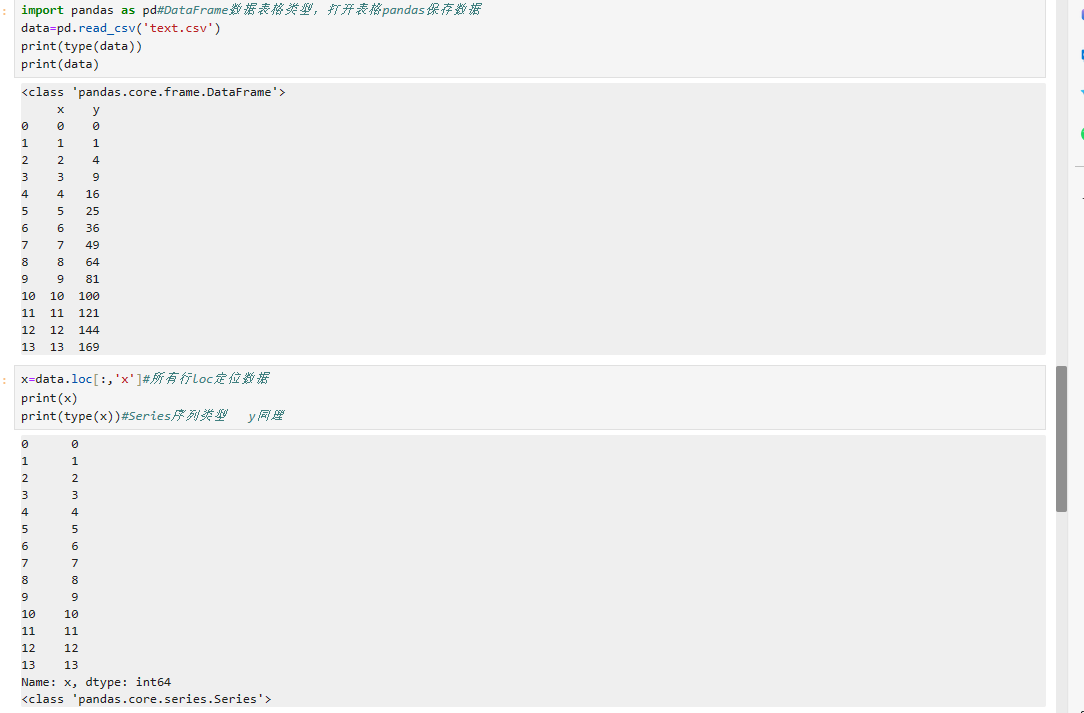 import pandas as pd#DataFrame数据表格类型，打开表格pandas保存数据
data=pd.read_csv('text.csv')
print(type(data))
print(data)
<class 'pandas.core.frame.DataFrame'>
     x    y
0    0    0
1    1    1
2    2    4
3    3    9
4    4   16
5    5   25
6    6   36
7    7   49
8    8   64
9    9   81
10  10  100
11  11  121
12  12  144
13  13  169
x=data.loc[:,'x']#所有行loc定位数据
print(x)
print(type(x))#Series序列类型   y同理
0      0
1      1
2      2
3      3
4      4
5      5
6      6
7      7
8      8
9      9
10    10
11    11
12    12
13    13
Name: x, dtype: int64
<class 'pandas.core.series.Series'>